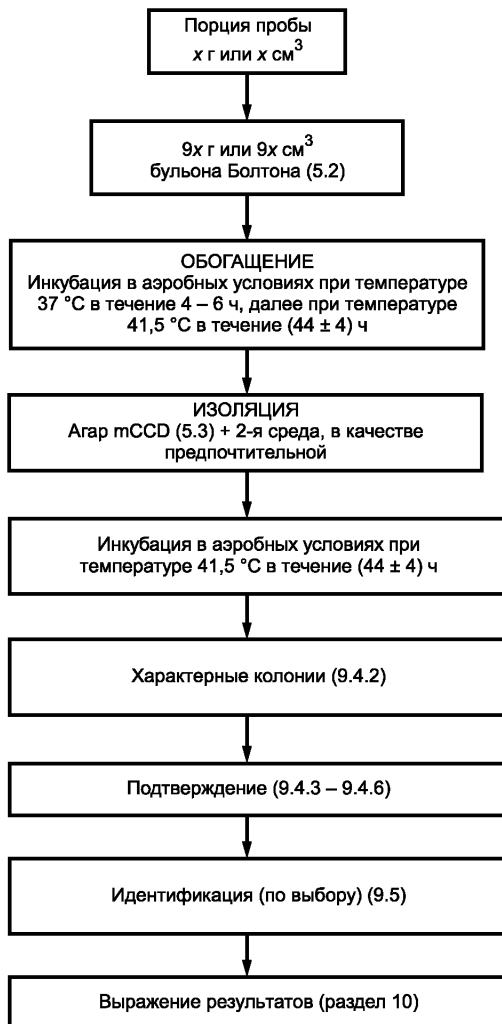 Порция пробы
x г или x см³
9x г или 9x см³
бульона Болтона (5.2)
ОБОГАЩЕНИЕ
Инкубация в аэробных условиях при температуре
37 °С в течение 4 – 6 ч, далее при температуре
41,5 °С в течение (44 ± 4) ч
ИЗОЛЯЦИЯ
Агар mCCD (5.3) + 2-я среда, в качестве
предпочтительной
Инкубация в аэробных условиях при
температуре 41,5 °С в течение (44 ± 4) ч
Характерные колонии (9.4.2)
Подтверждение (9.4.3 – 9.4.6)
Идентификация (по выбору) (9.5)
Выражение результатов (раздел 10)